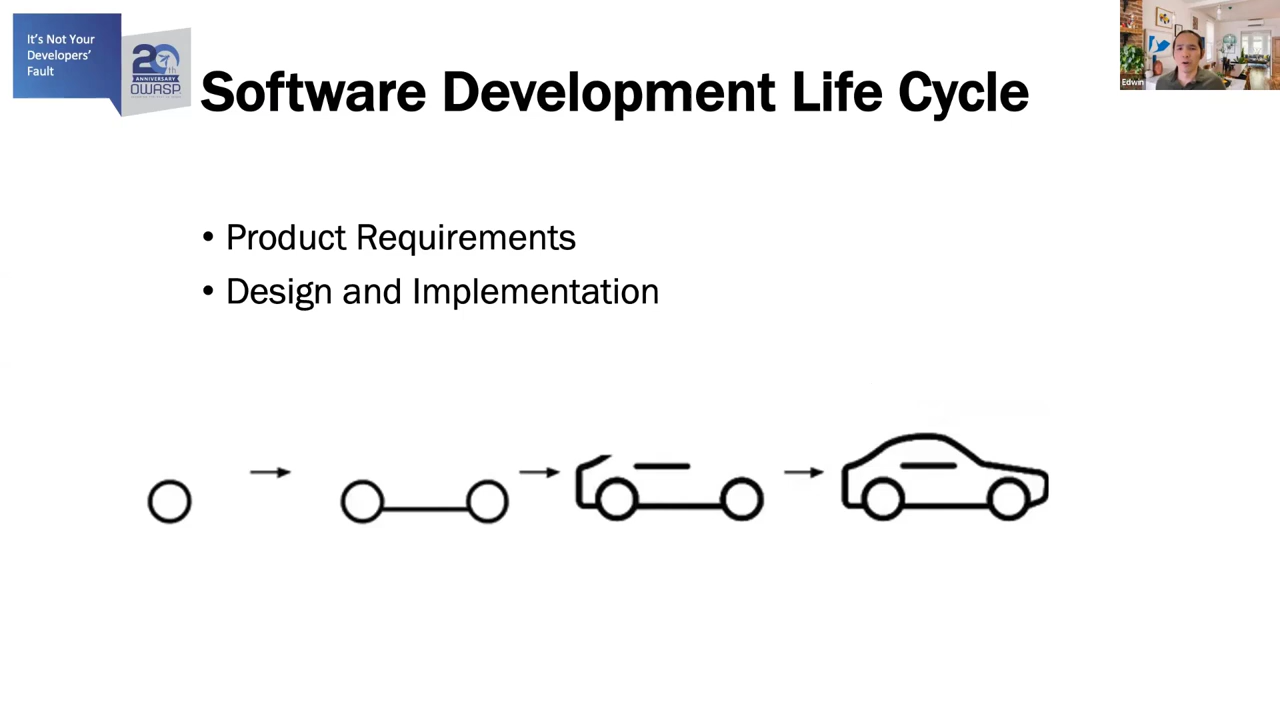 It's Not Your
Developers'
Fault
20th
ANNIVERSARY
OWASP
Software Development Life Cycle
Edwin
• Product Requirements
• Design and Implementation